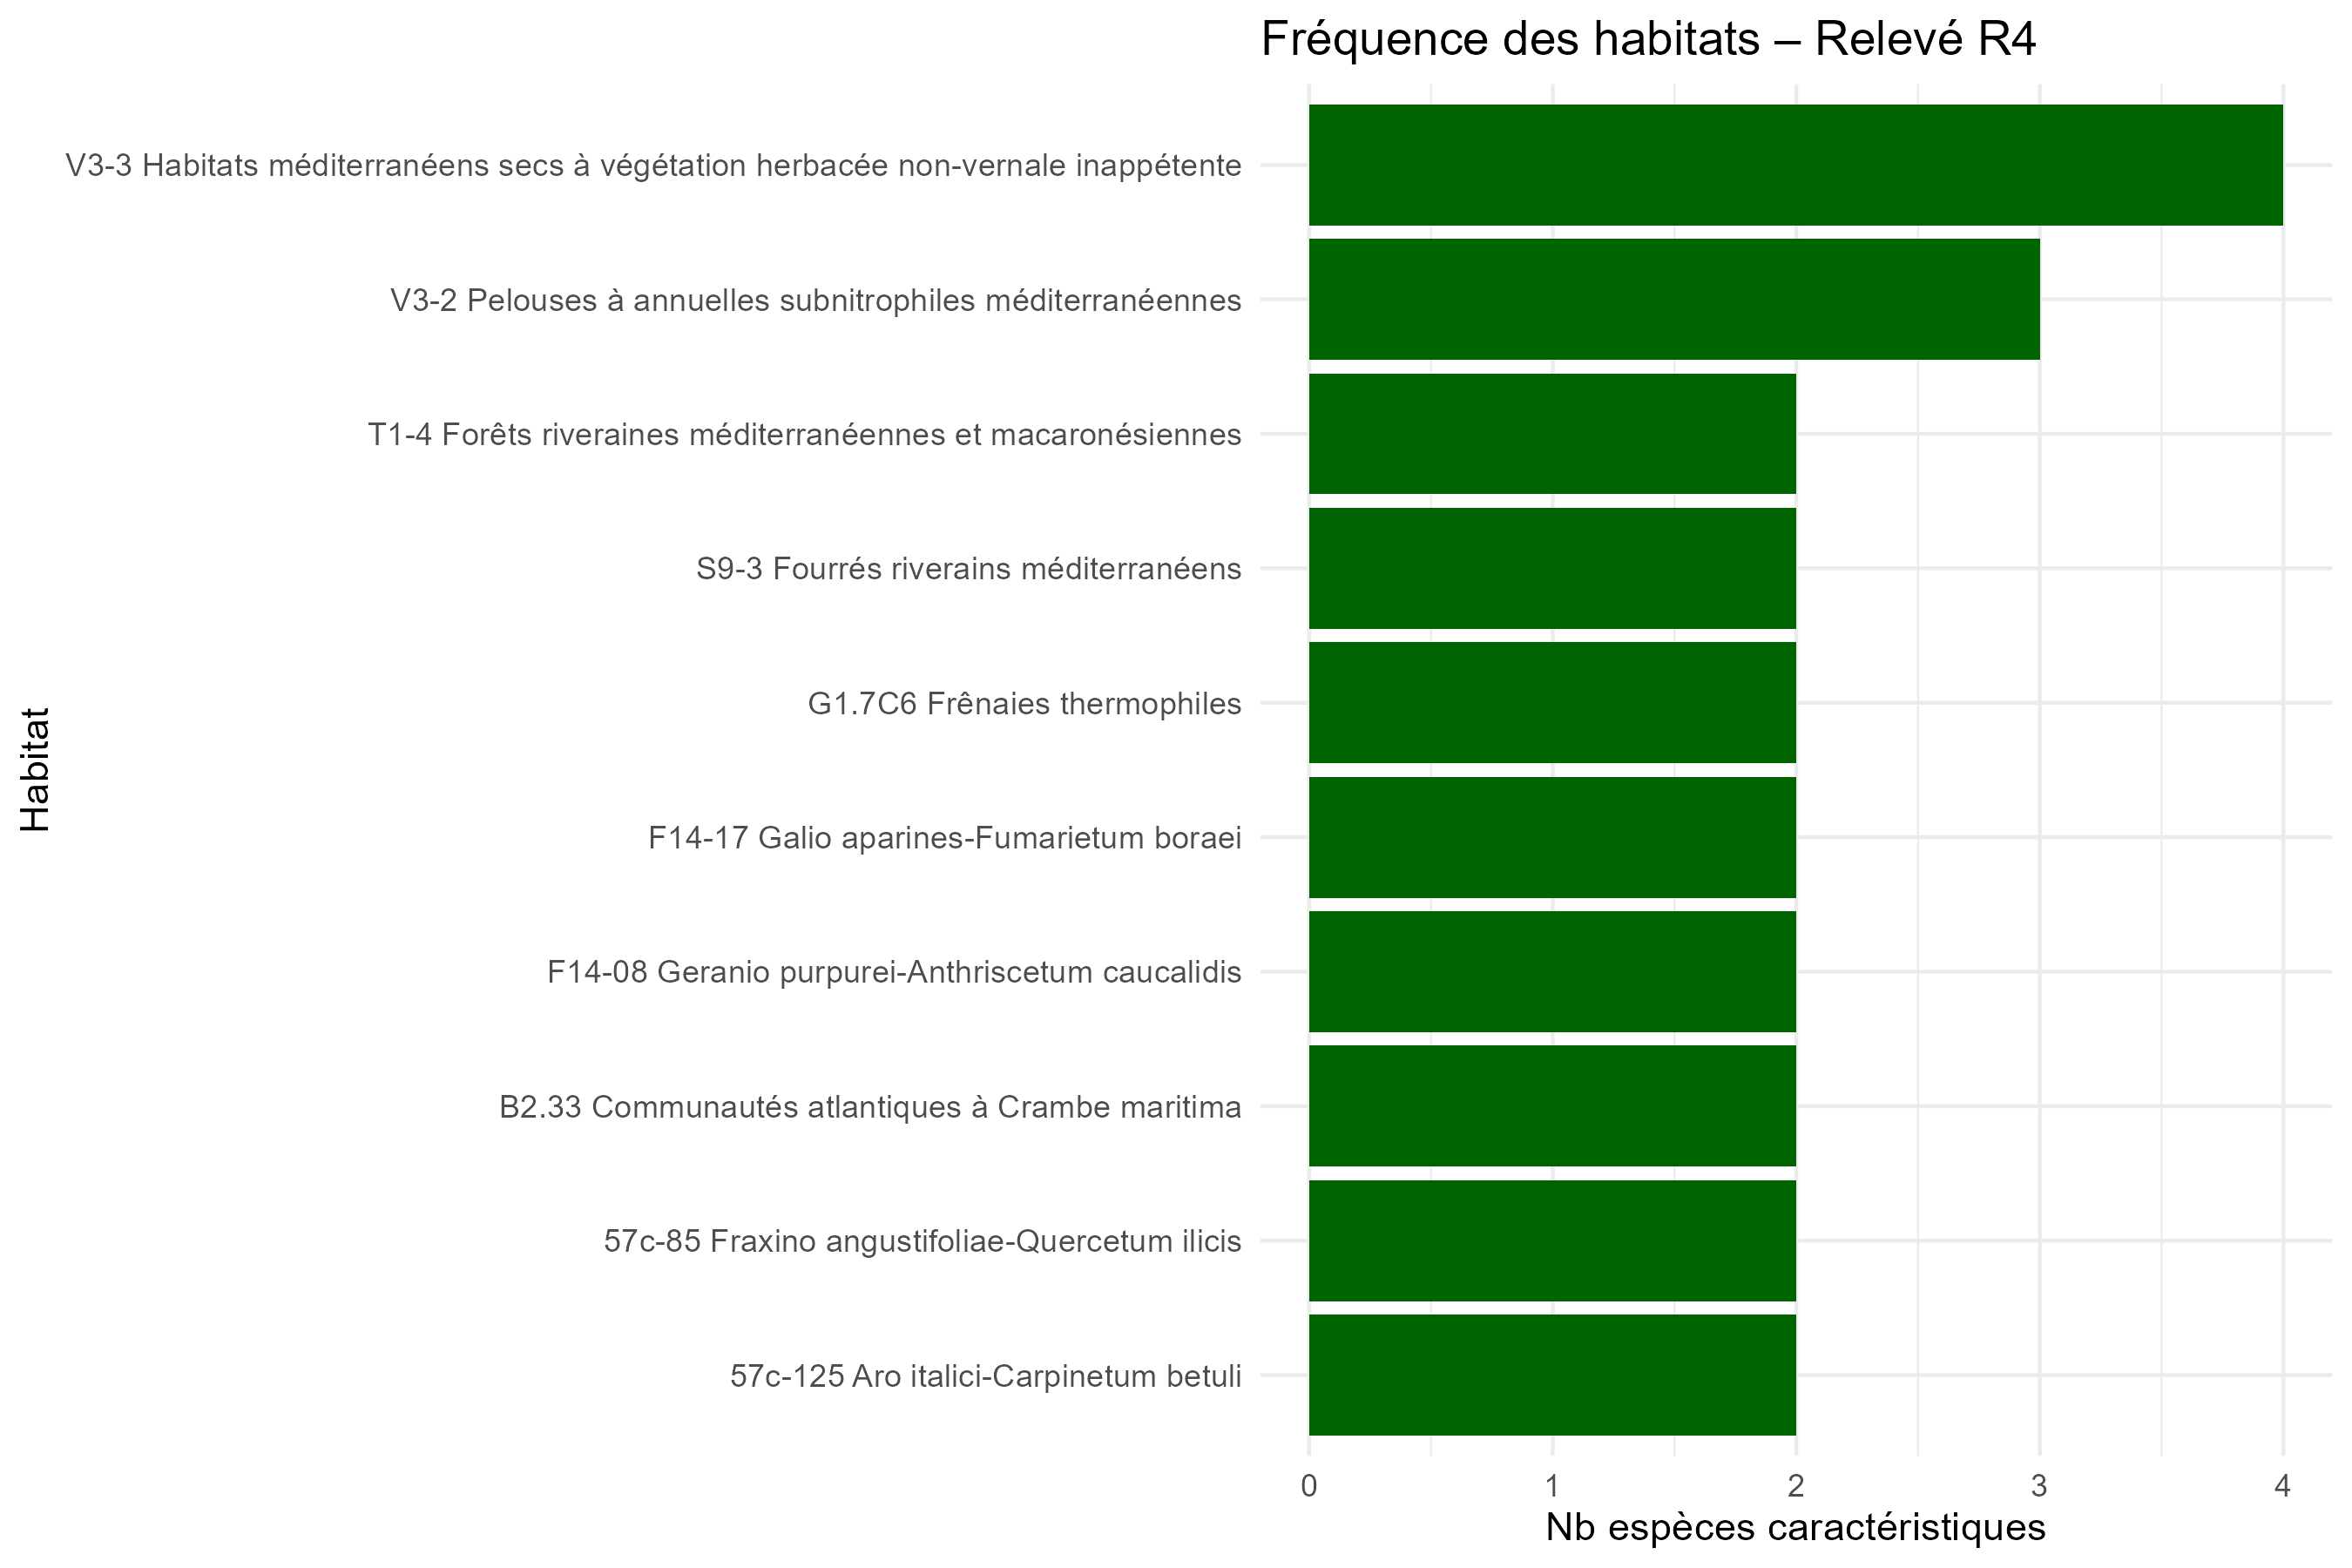 Fréquence des habitats – Relevé R4
V3-3 Habitats méditerranéens secs à végétation herbacée non-vernale inappétente
V3-2 Pelouses à annuelles subnitrophiles méditerranéennes
T1-4 Forêts riveraines méditerranéennes et macaronésiennes
S9-3 Fourrés riverains méditerranéens
G1.7C6 Frênaies thermophiles
F14-17 Galio aparines-Fumarietum boraei
F14-08 Geranio purpurei-Anthriscetum caucalidis
B2.33 Communautés atlantiques à Crambe maritima
57c-85 Fraxino angustifoliae-Quercetum ilicis
57c-125 Aro italici-Carpinetum betuli
Habitat
0 1 2 3 4
Nb espèces caractéristiques